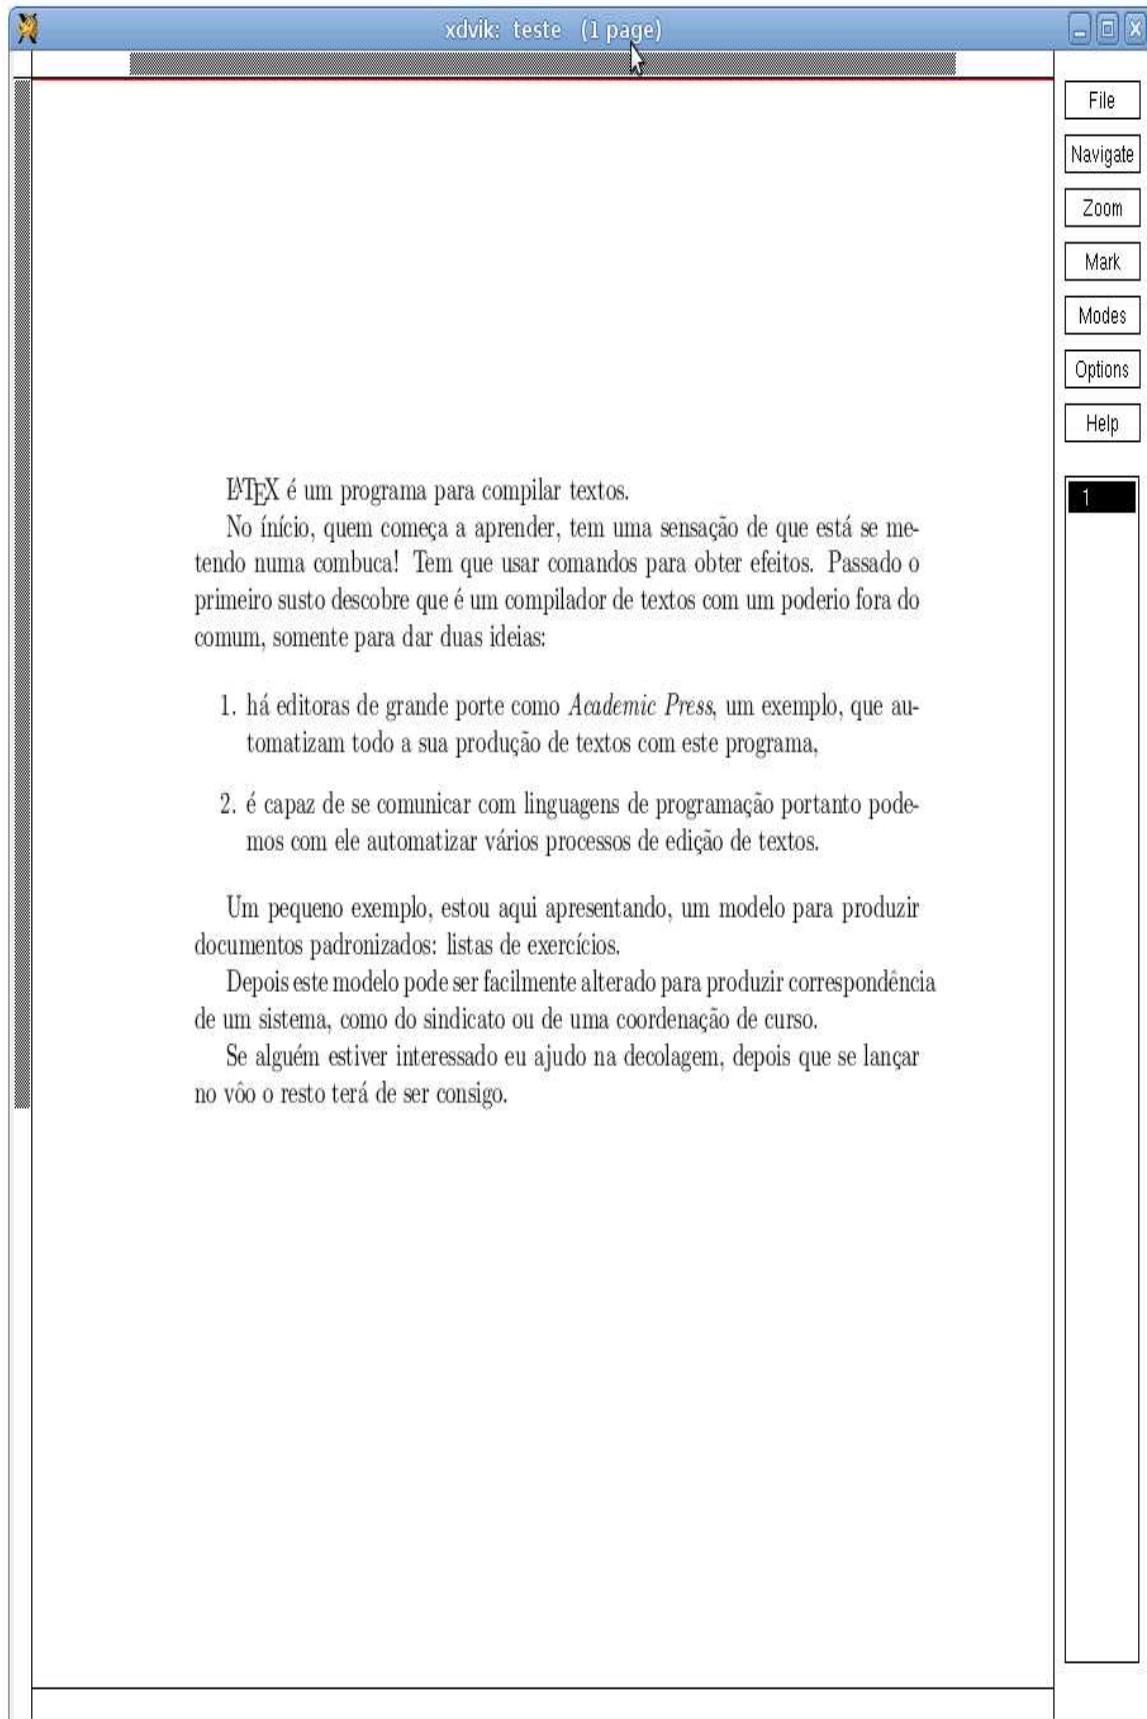 xdvik: teste (1 page)
File
Navigate
Zoom
Mark
Modes
Options
Help
1
LATEX é um programa para compilar textos.
No ínício, quem começa a aprender, tem uma sensação de que está se me-
tendo numa combuca! Tem que usar comandos para obter efeitos. Passado o
primeiro susto descobre que é um compilador de textos com um poderio fora do
comum, somente para dar duas ideias:
1. há editoras de grande porte como Academic Press, um exemplo, que au-
tomatizam todo a sua produção de textos com este programa,
2. é capaz de se comunicar com linguagens de programação portanto pode-
mos com ele automatizar vários processos de edição de textos.
Um pequeno exemplo, estou aqui apresentando, um modelo para produzir
documentos padronizados: listas de exercícios.
Depois este modelo pode ser facilmente alterado para produzir correspondência
de um sistema, como do sindicato ou de uma coordenação de curso.
Se alguém estiver interessado eu ajudo na decolagem, depois que se lançar
no vôo o resto terá de ser consigo.